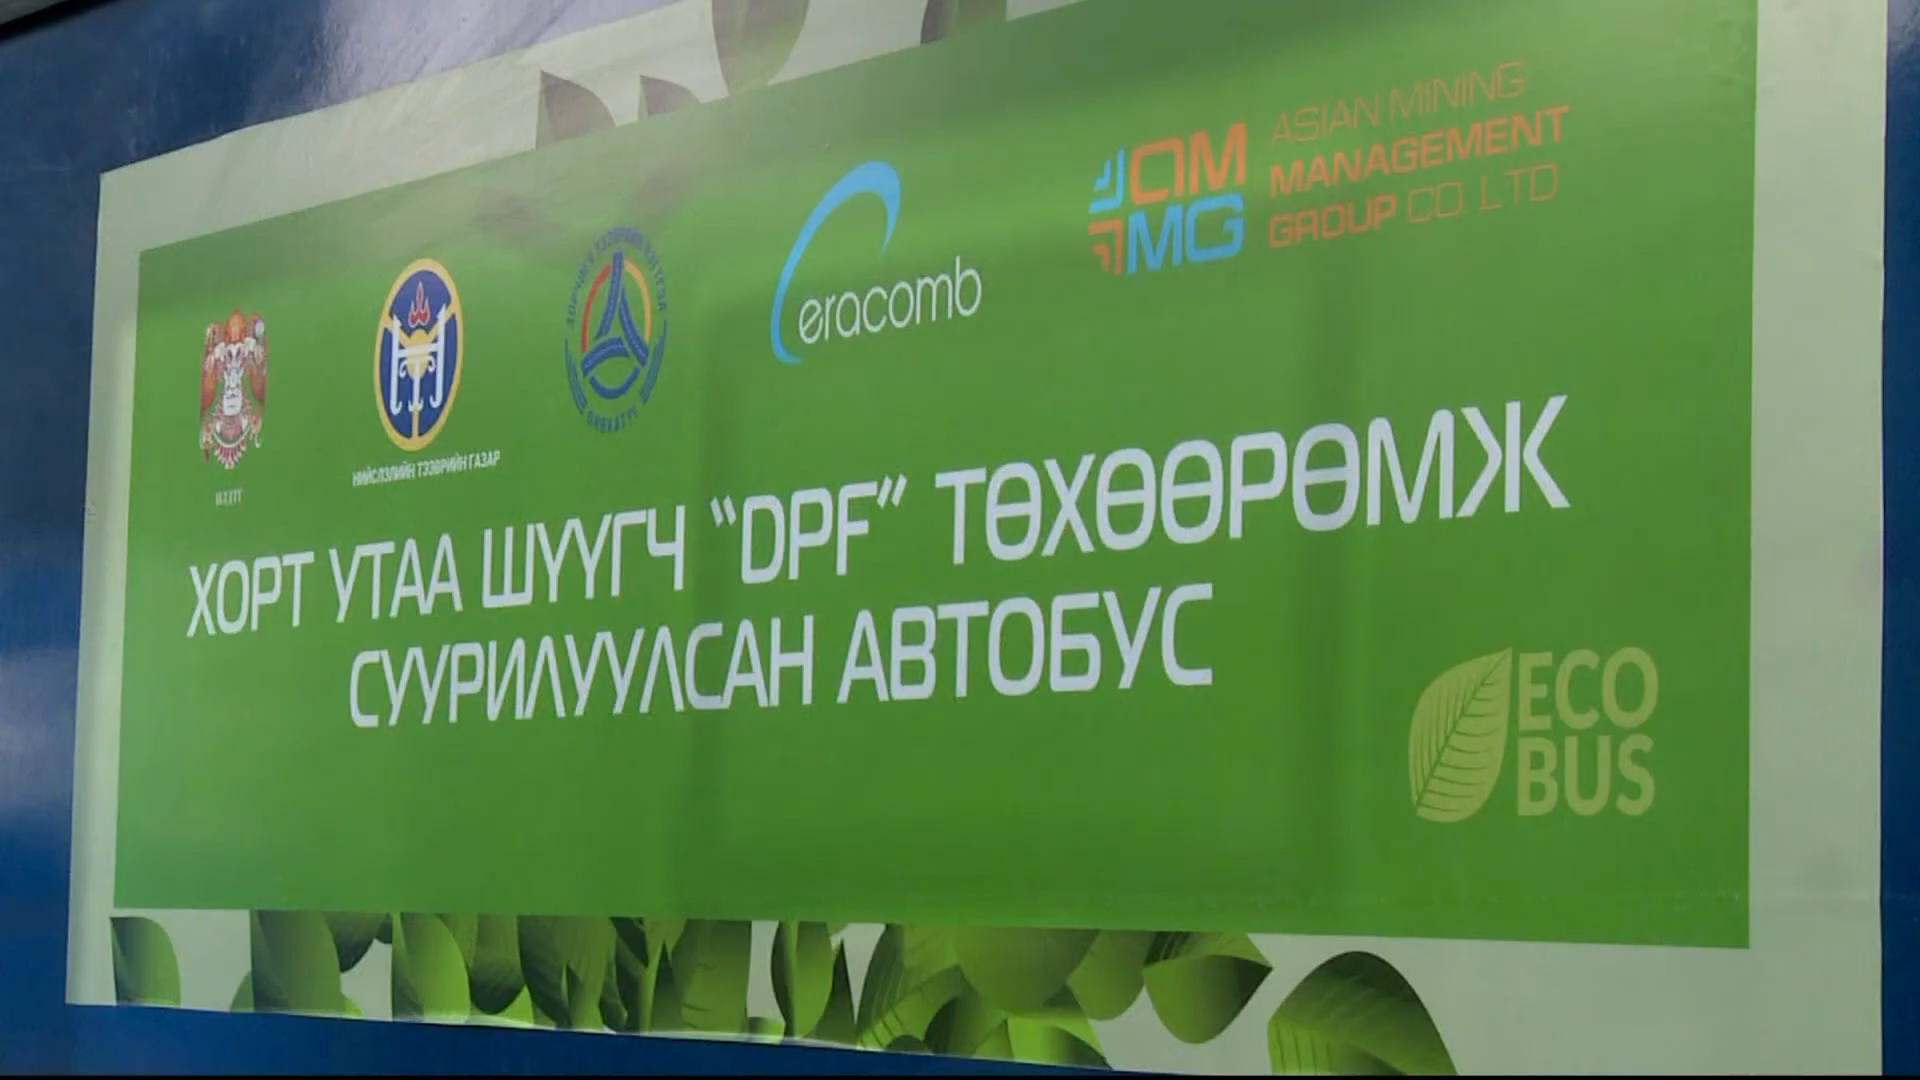 НИЙСЛЭЛИЙН ТЭЭВРИЙН ГАЗАР
eracomb
AMMG
ASIAN MINING
MANAGEMENT
GROUP CO. LTD
ХОРТ УТАА ШҮҮГЧ “DPF” ТӨХӨӨРӨМЖ
СУУРИЛУУЛСАН АВТОБУС
ECO
BUS